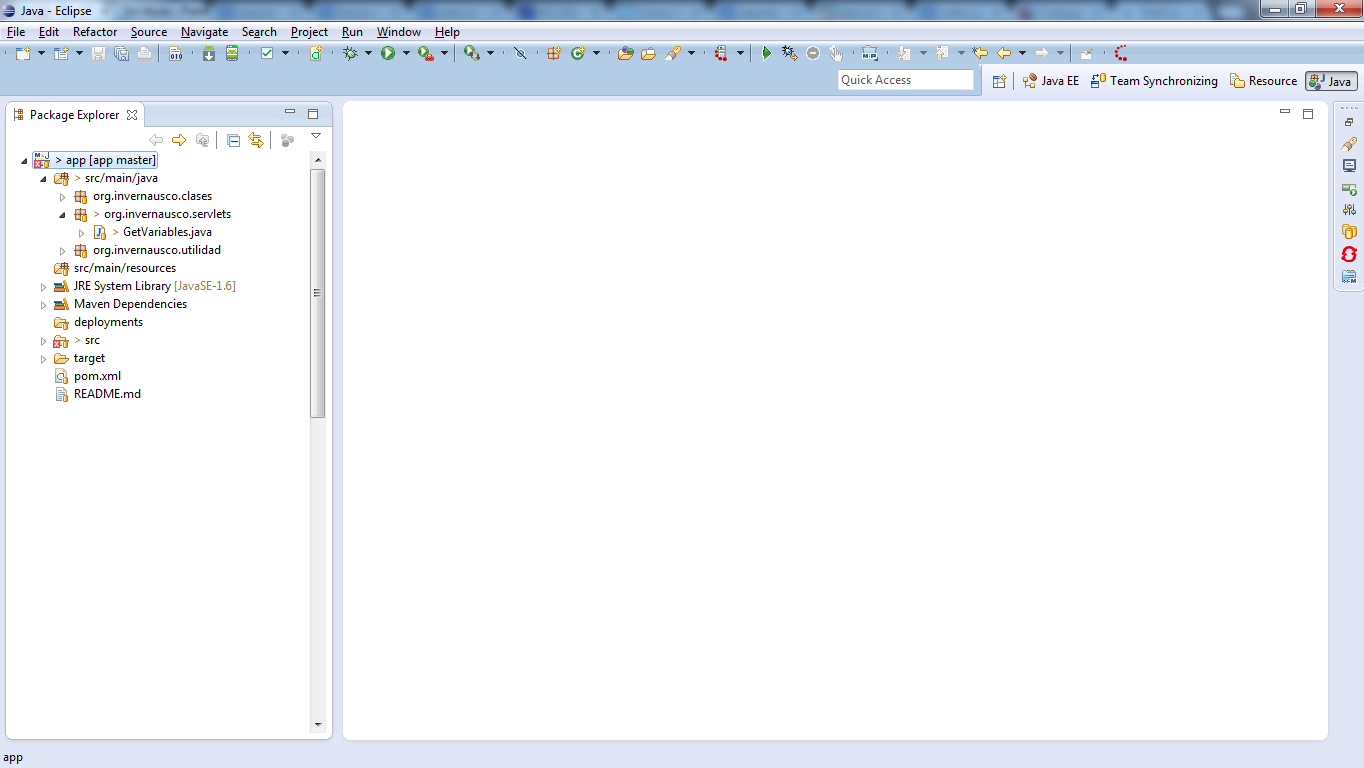 Java - Eclipse
File Edit Refactor Source Navigate Search Project Run Window Help
Quick Access
Java EE
Team Synchronizing
Resource
Java
Package Explorer
> app [app master]
> src/main/java
org.invernausco.clases
> org.invernausco.servlets
> GetVariables.java
org.invernausco.utilidad
src/main/resources
JRE System Library [JavaSE-1.6]
Maven Dependencies
deployments
> src
target
pom.xml
README.md
app